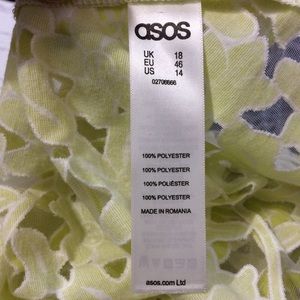 asos
UK 18
EU 46
US 14
02706666
100% POLYESTER
100% POLYESTER
100% POLIÉSTER
100% POLYESTER
MADE IN ROMANIA
asos.com Ltd